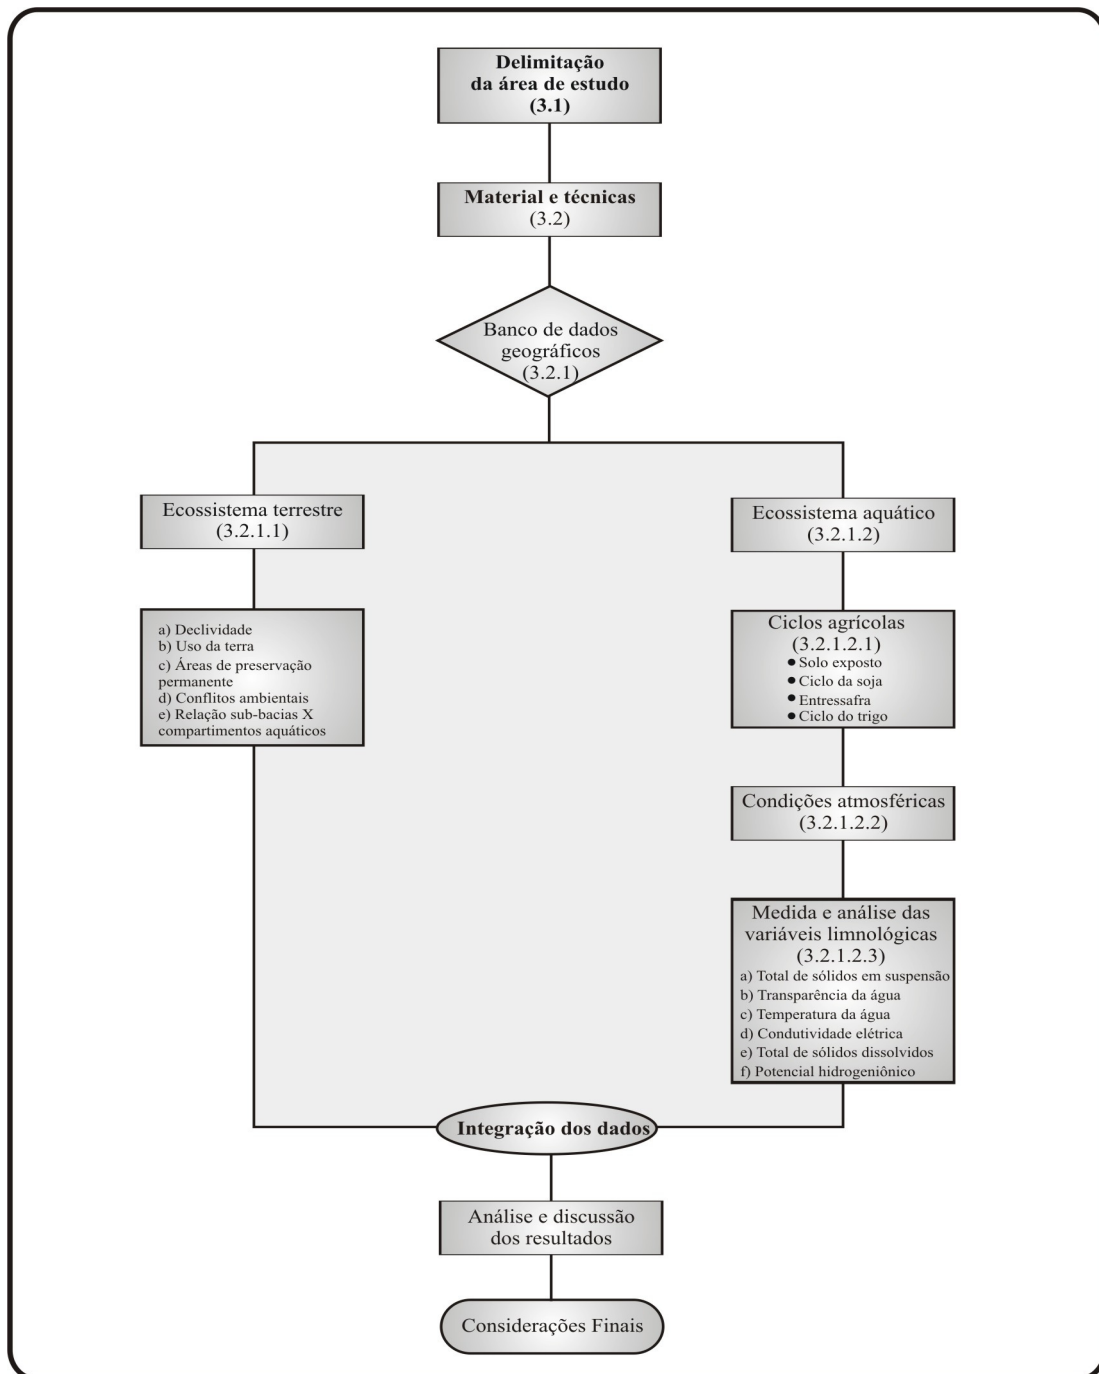 Delimitação
da área de estudo
(3.1)
Material e técnicas
(3.2)
Banco de dados
geográficos
(3.2.1)
Ecossistema terrestre
(3.2.1.1)
a) Declividade
b) Uso da terra
c) Áreas de preservação
permanente
d) Conflitos ambientais
e) Relação sub-bacias X
compartimentos aquáticos
Ecossistema aquático
(3.2.1.2)
Ciclos agrícolas
(3.2.1.2.1)
● Solo exposto
● Ciclo da soja
● Entressafra
● Ciclo do trigo
Condições atmosféricas
(3.2.1.2.2)
Medida e análise das
variáveis limnológicas
(3.2.1.2.3)
a) Total de sólidos em suspensão
b) Transparência da água
c) Temperatura da água
d) Condutividade elétrica
e) Total de sólidos dissolvidos
f) Potencial hidrogeniônico
Integração dos dados
Análise e discussão
dos resultados
Considerações Finais